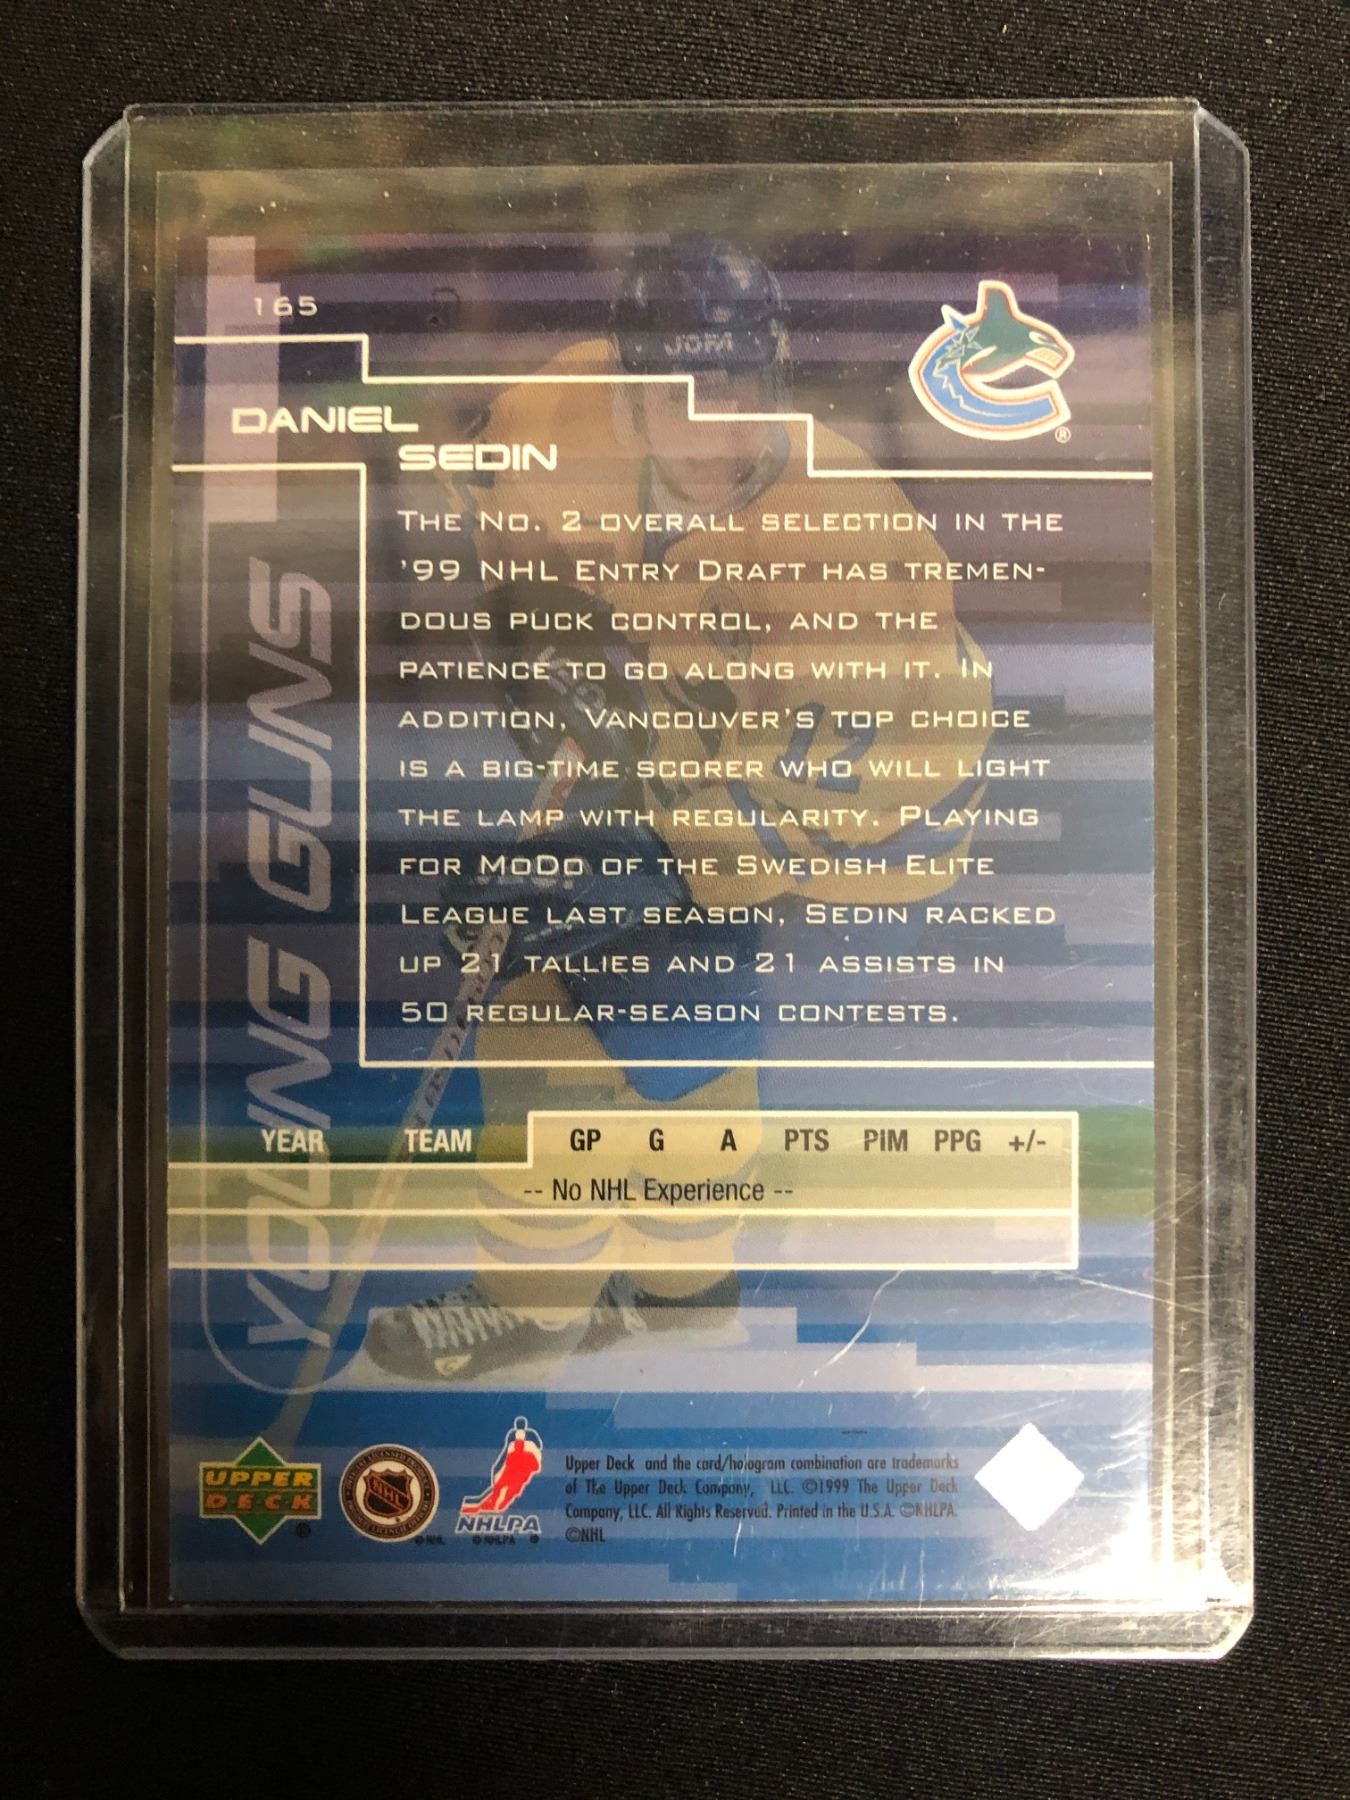 165
JOFA
DANIEL
SEDIN
THE NO. 2 OVERALL SELECTION IN THE
'99 NHL ENTRY DRAFT HAS TREMEN-
DOUS PUCK CONTROL, AND THE
PATIENCE TO GO ALONG WITH IT. IN
ADDITION, VANCOUVER'S TOP CHOICE
IS A BIG-TIME SCORER WHO WILL LIGHT
THE LAMP WITH REGULARITY. PLAYING
FOR MODO OF THE SWEDISH ELITE
LEAGUE LAST SEASON, SEDIN RACKED
UP 21 TALLIES AND 21 ASSISTS IN
50 REGULAR-SEASON CONTESTS.
12
YOUNG GUNS
YEAR TEAM GP G A PTS PiM PPG +/-
-- No NHL Experience --
UPPER
DECK
®
NHL
NHLPA
Upper Deck and the card/hologram combination are trademarks
of The Upper Deck Company, LLC. ©1999 The Upper Deck
Company, LLC. All Rights Reserved. Printed in the U.S.A. ©NHLPA.
©NHL